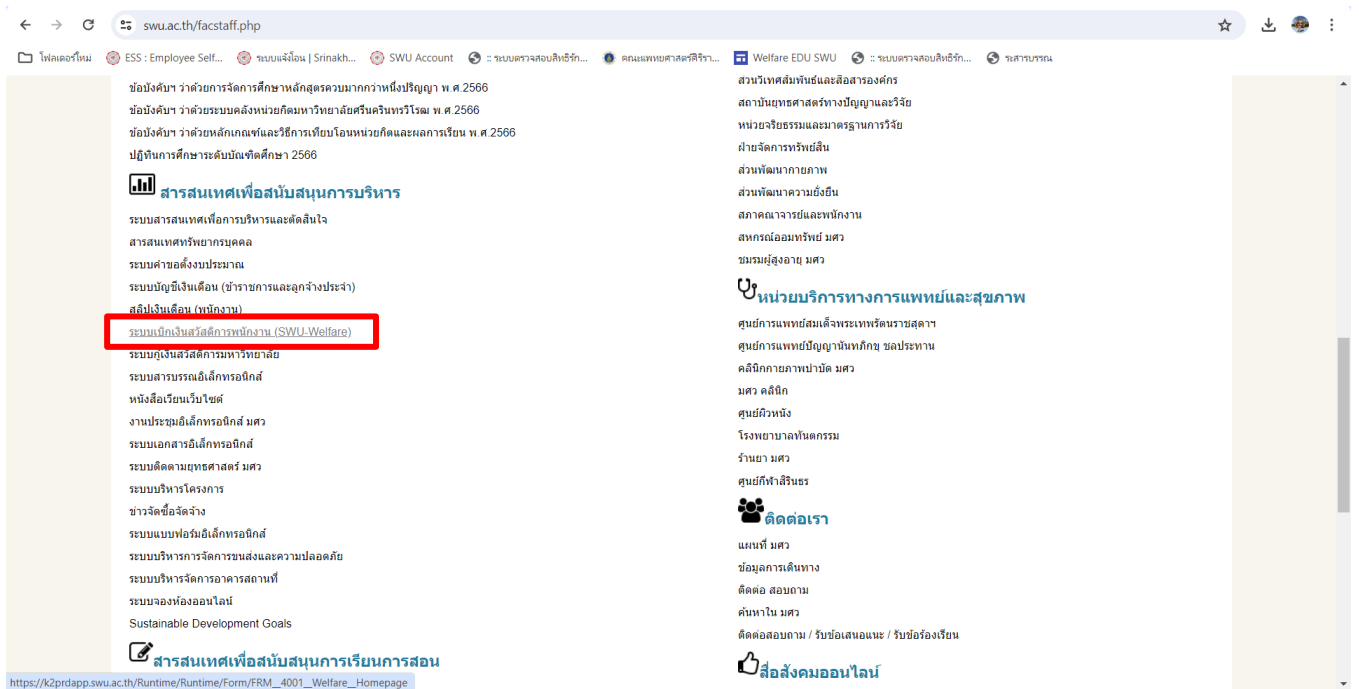 swu.ac.th/facstaff.php
โฟลเดอร์ใหม่ ESS : Employee Self... ระบบแจ้งโอน | Srinakh... SWU Account :: ระบบตรวจสอบสิทธิรัก... คณะแพทยศาสตร์ศิริรา... Welfare EDU SWU :: ระบบตรวจสอบสิทธิรัก... ระสารบรรณ
ข้อบังคับฯ ว่าด้วยการจัดการศึกษาหลักสูตรควบมากกว่าหนึ่งปริญญา พ.ศ.2566
ข้อบังคับฯ ว่าด้วยระบบคลังหน่วยกิตมหาวิทยาลัยศรีนครินทรวิโรฒ พ.ศ.2566
ข้อบังคับฯ ว่าด้วยหลักเกณฑ์และวิธีการเทียบโอนหน่วยกิตและผลการเรียน พ.ศ.2566
ปฏิทินการศึกษาระดับบัณฑิตศึกษา 2566
สารสนเทศเพื่อสนับสนุนการบริหาร
ระบบสารสนเทศเพื่อการบริหารและตัดสินใจ
สารสนเทศทรัพยากรบุคคล
ระบบคำขอตั้งงบประมาณ
ระบบบัญชีเงินเดือน (ข้าราชการและลูกจ้างประจำ)
สลิปเงินเดือน (พนักงาน)
ระบบเบิกเงินสวัสดิการพนักงาน (SWU-Welfare)
ระบบกู้เงินสวัสดิการมหาวิทยาลัย
ระบบสารบรรณอิเล็กทรอนิกส์
หนังสือเวียนเว็บไซต์
งานประชุมอิเล็กทรอนิกส์ มศว
ระบบเอกสารอิเล็กทรอนิกส์
ระบบติดตามยุทธศาสตร์ มศว
ระบบบริหารโครงการ
ข่าวจัดซื้อจัดจ้าง
ระบบแบบฟอร์มอิเล็กทรอนิกส์
ระบบบริหารการจัดการขนส่งและความปลอดภัย
ระบบบริหารจัดการอาคารสถานที่
ระบบจองห้องออนไลน์
Sustainable Development Goals
สารสนเทศเพื่อสนับสนุนการเรียนการสอน
ส่วนวิเทศสัมพันธ์และสื่อสารองค์กร
สถาบันยุทธศาสตร์ทางปัญญาและวิจัย
หน่วยจริยธรรมและมาตรฐานการวิจัย
ฝ่ายจัดการทรัพย์สิน
ส่วนพัฒนากายภาพ
ส่วนพัฒนาความยั่งยืน
สภาคณาจารย์และพนักงาน
สหกรณ์ออมทรัพย์ มศว
ชมรมผู้สูงอายุ มศว
หน่วยบริการทางการแพทย์และสุขภาพ
ศูนย์การแพทย์สมเด็จพระเทพรัตนราชสุดาฯ
ศูนย์การแพทย์ปัญญานันทภิกขุ ชลประทาน
คลินิกกายภาพบำบัด มศว
มศว คลินิก
ศูนย์ผิวหนัง
โรงพยาบาลทันตกรรม
ร้านยา มศว
ศูนย์กีฬาสิรินธร
ติดต่อเรา
แผนที่ มศว
ข้อมูลการเดินทาง
ติดต่อ สอบถาม
ค้นหาใน มศว
ติดต่อสอบถาม / รับข้อเสนอแนะ / รับข้อร้องเรียน
สื่อสังคมออนไลน์
https://k2prdapp.swu.ac.th/Runtime/Runtime/Form/FRM__4001__Welfare__Homepage